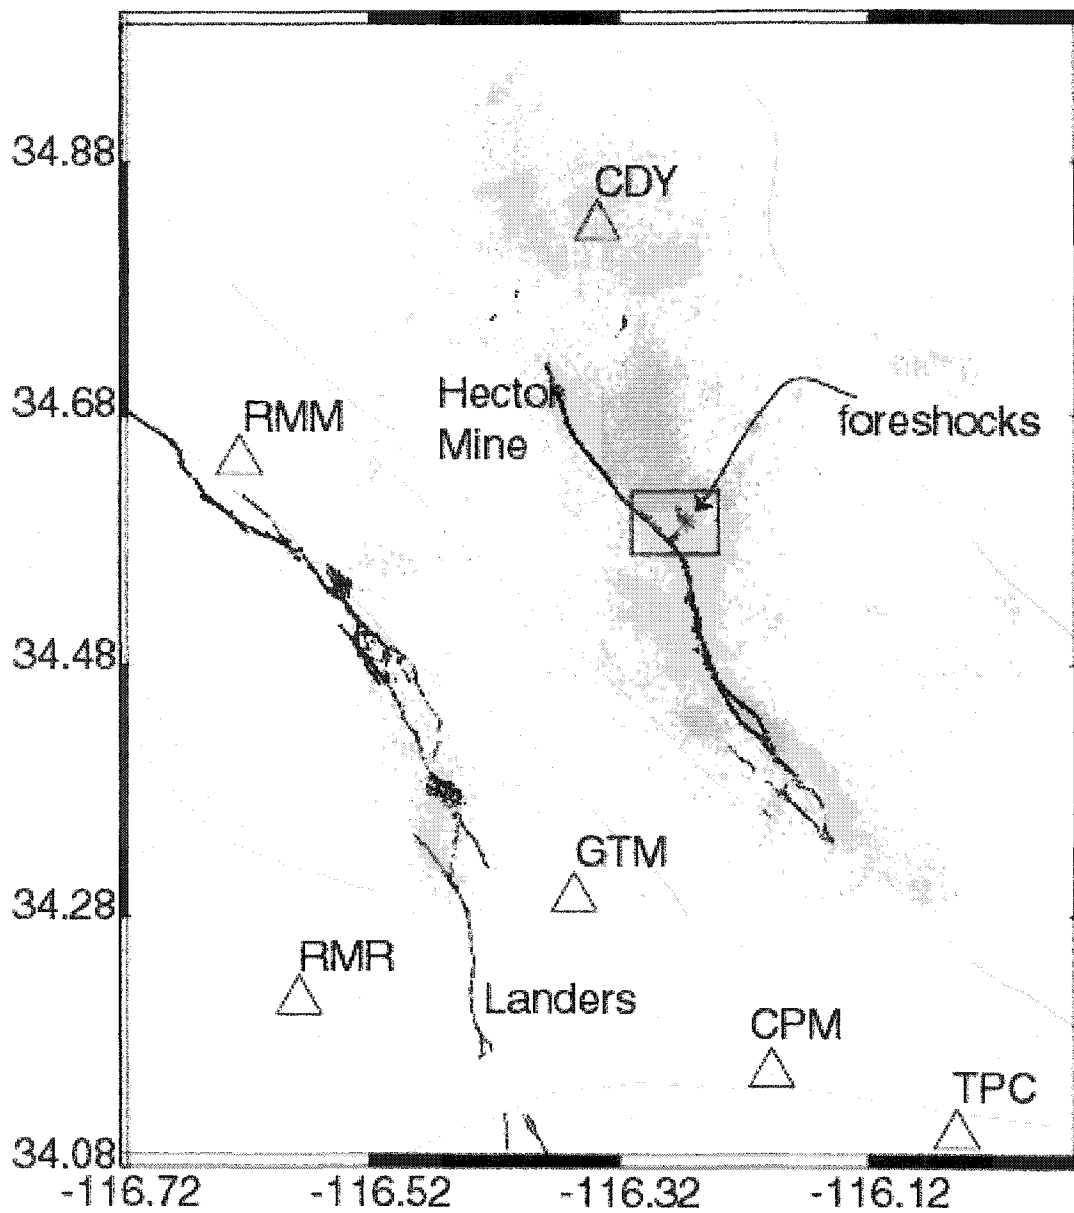 34.88
CDY
Hector
Mine
34.68
RMM
foreshocks
34.48
GTM
34.28
RMR
Landers
CPM
TPC
34.08
-116.72
-116.52
-116.32
-116.12